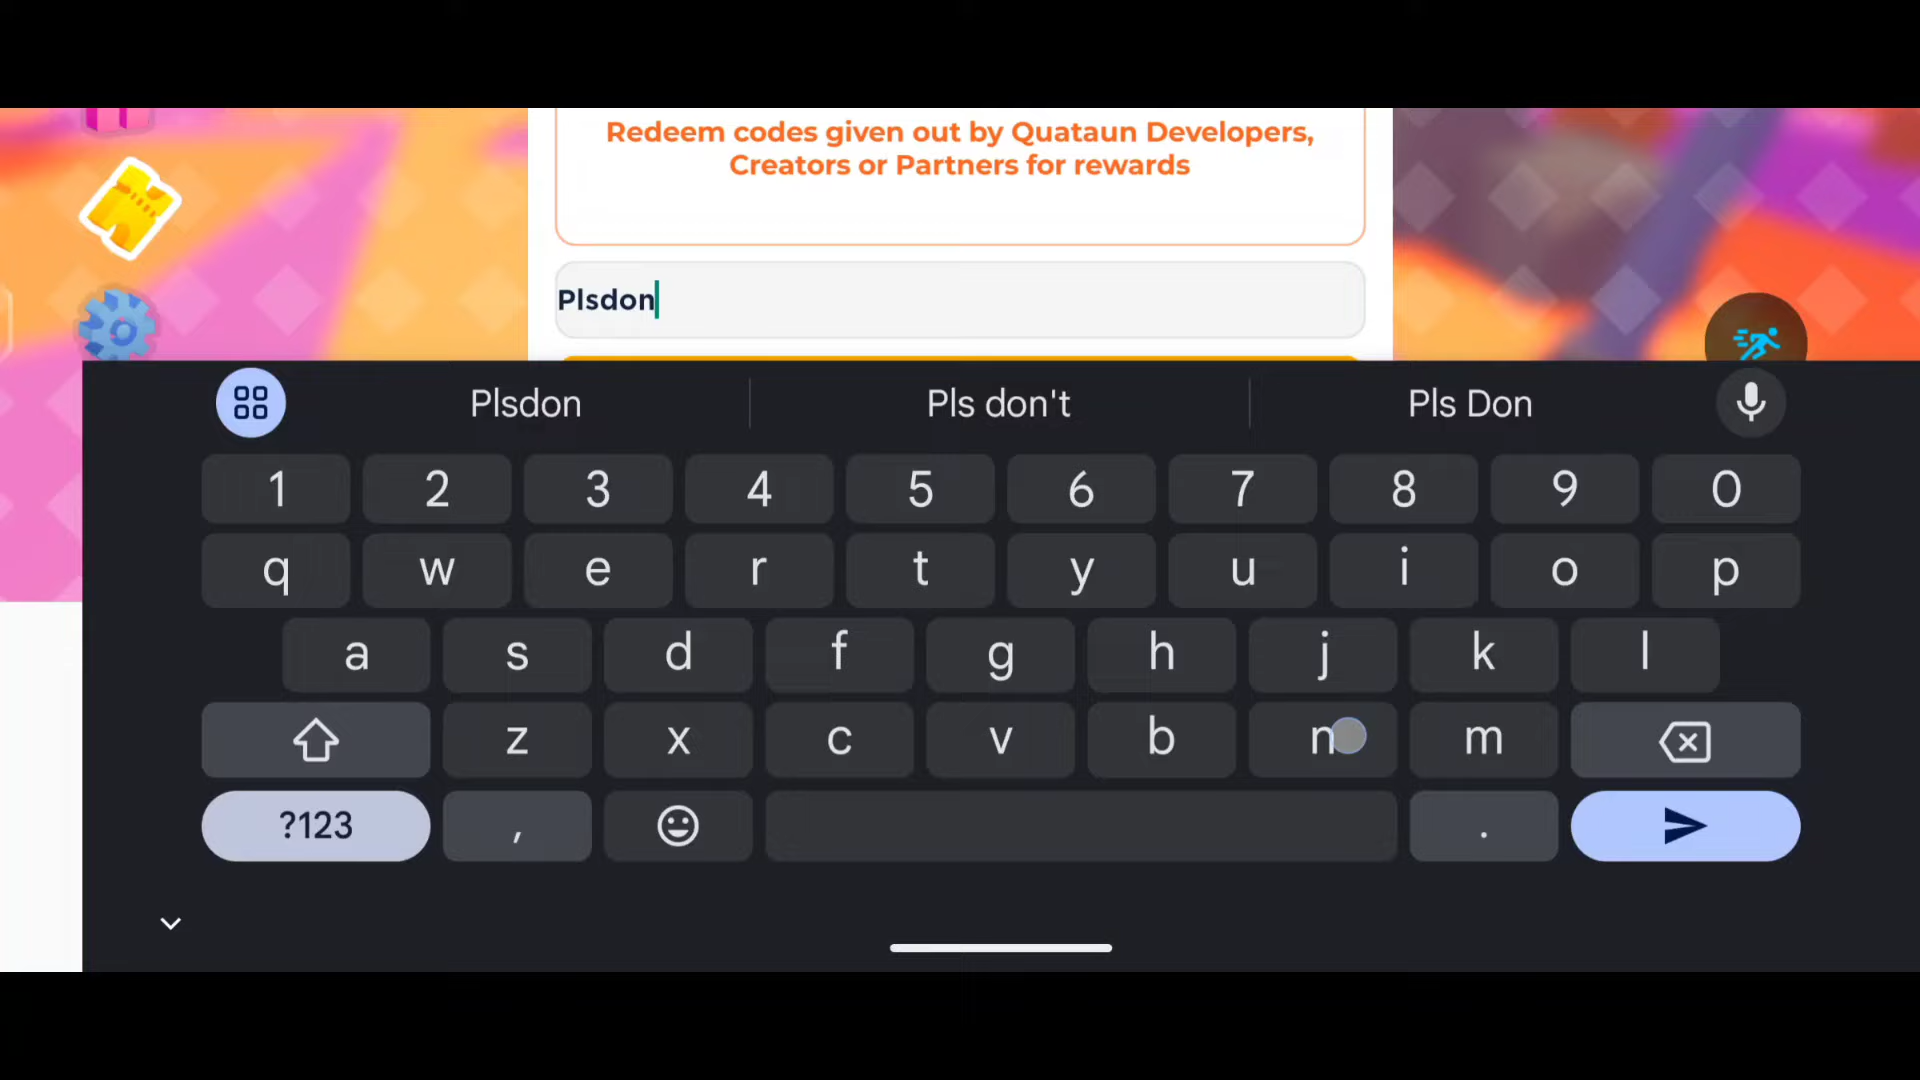 Redeem codes given out by Quataun Developers,
Creators or Partners for rewards
Plsdon
Plsdon Pls don't Pls Don
1 2 3 4 5 6 7 8 9 0
q w e r t y u i o p
a s d f g h j k l
z x c v b n m
?123 , .